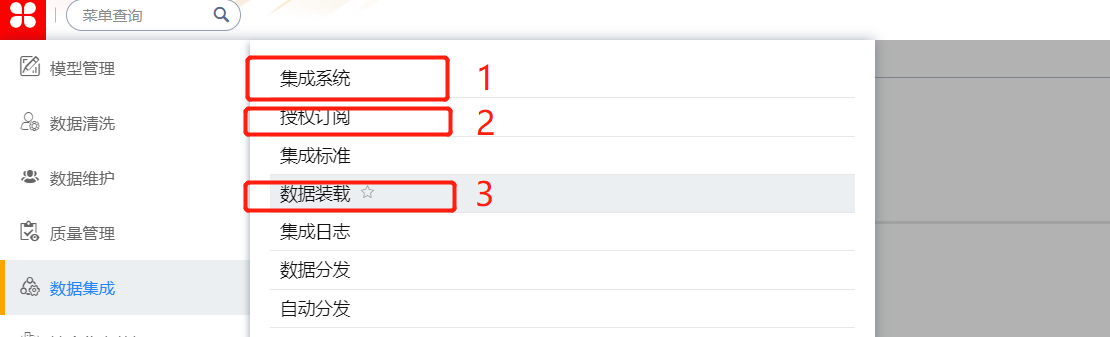 菜单查询
模型管理
数据清洗
数据维护
质量管理
数据集成
集成系统 1
授权订阅 2
集成标准
数据装载 3
集成日志
数据分发
自动分发